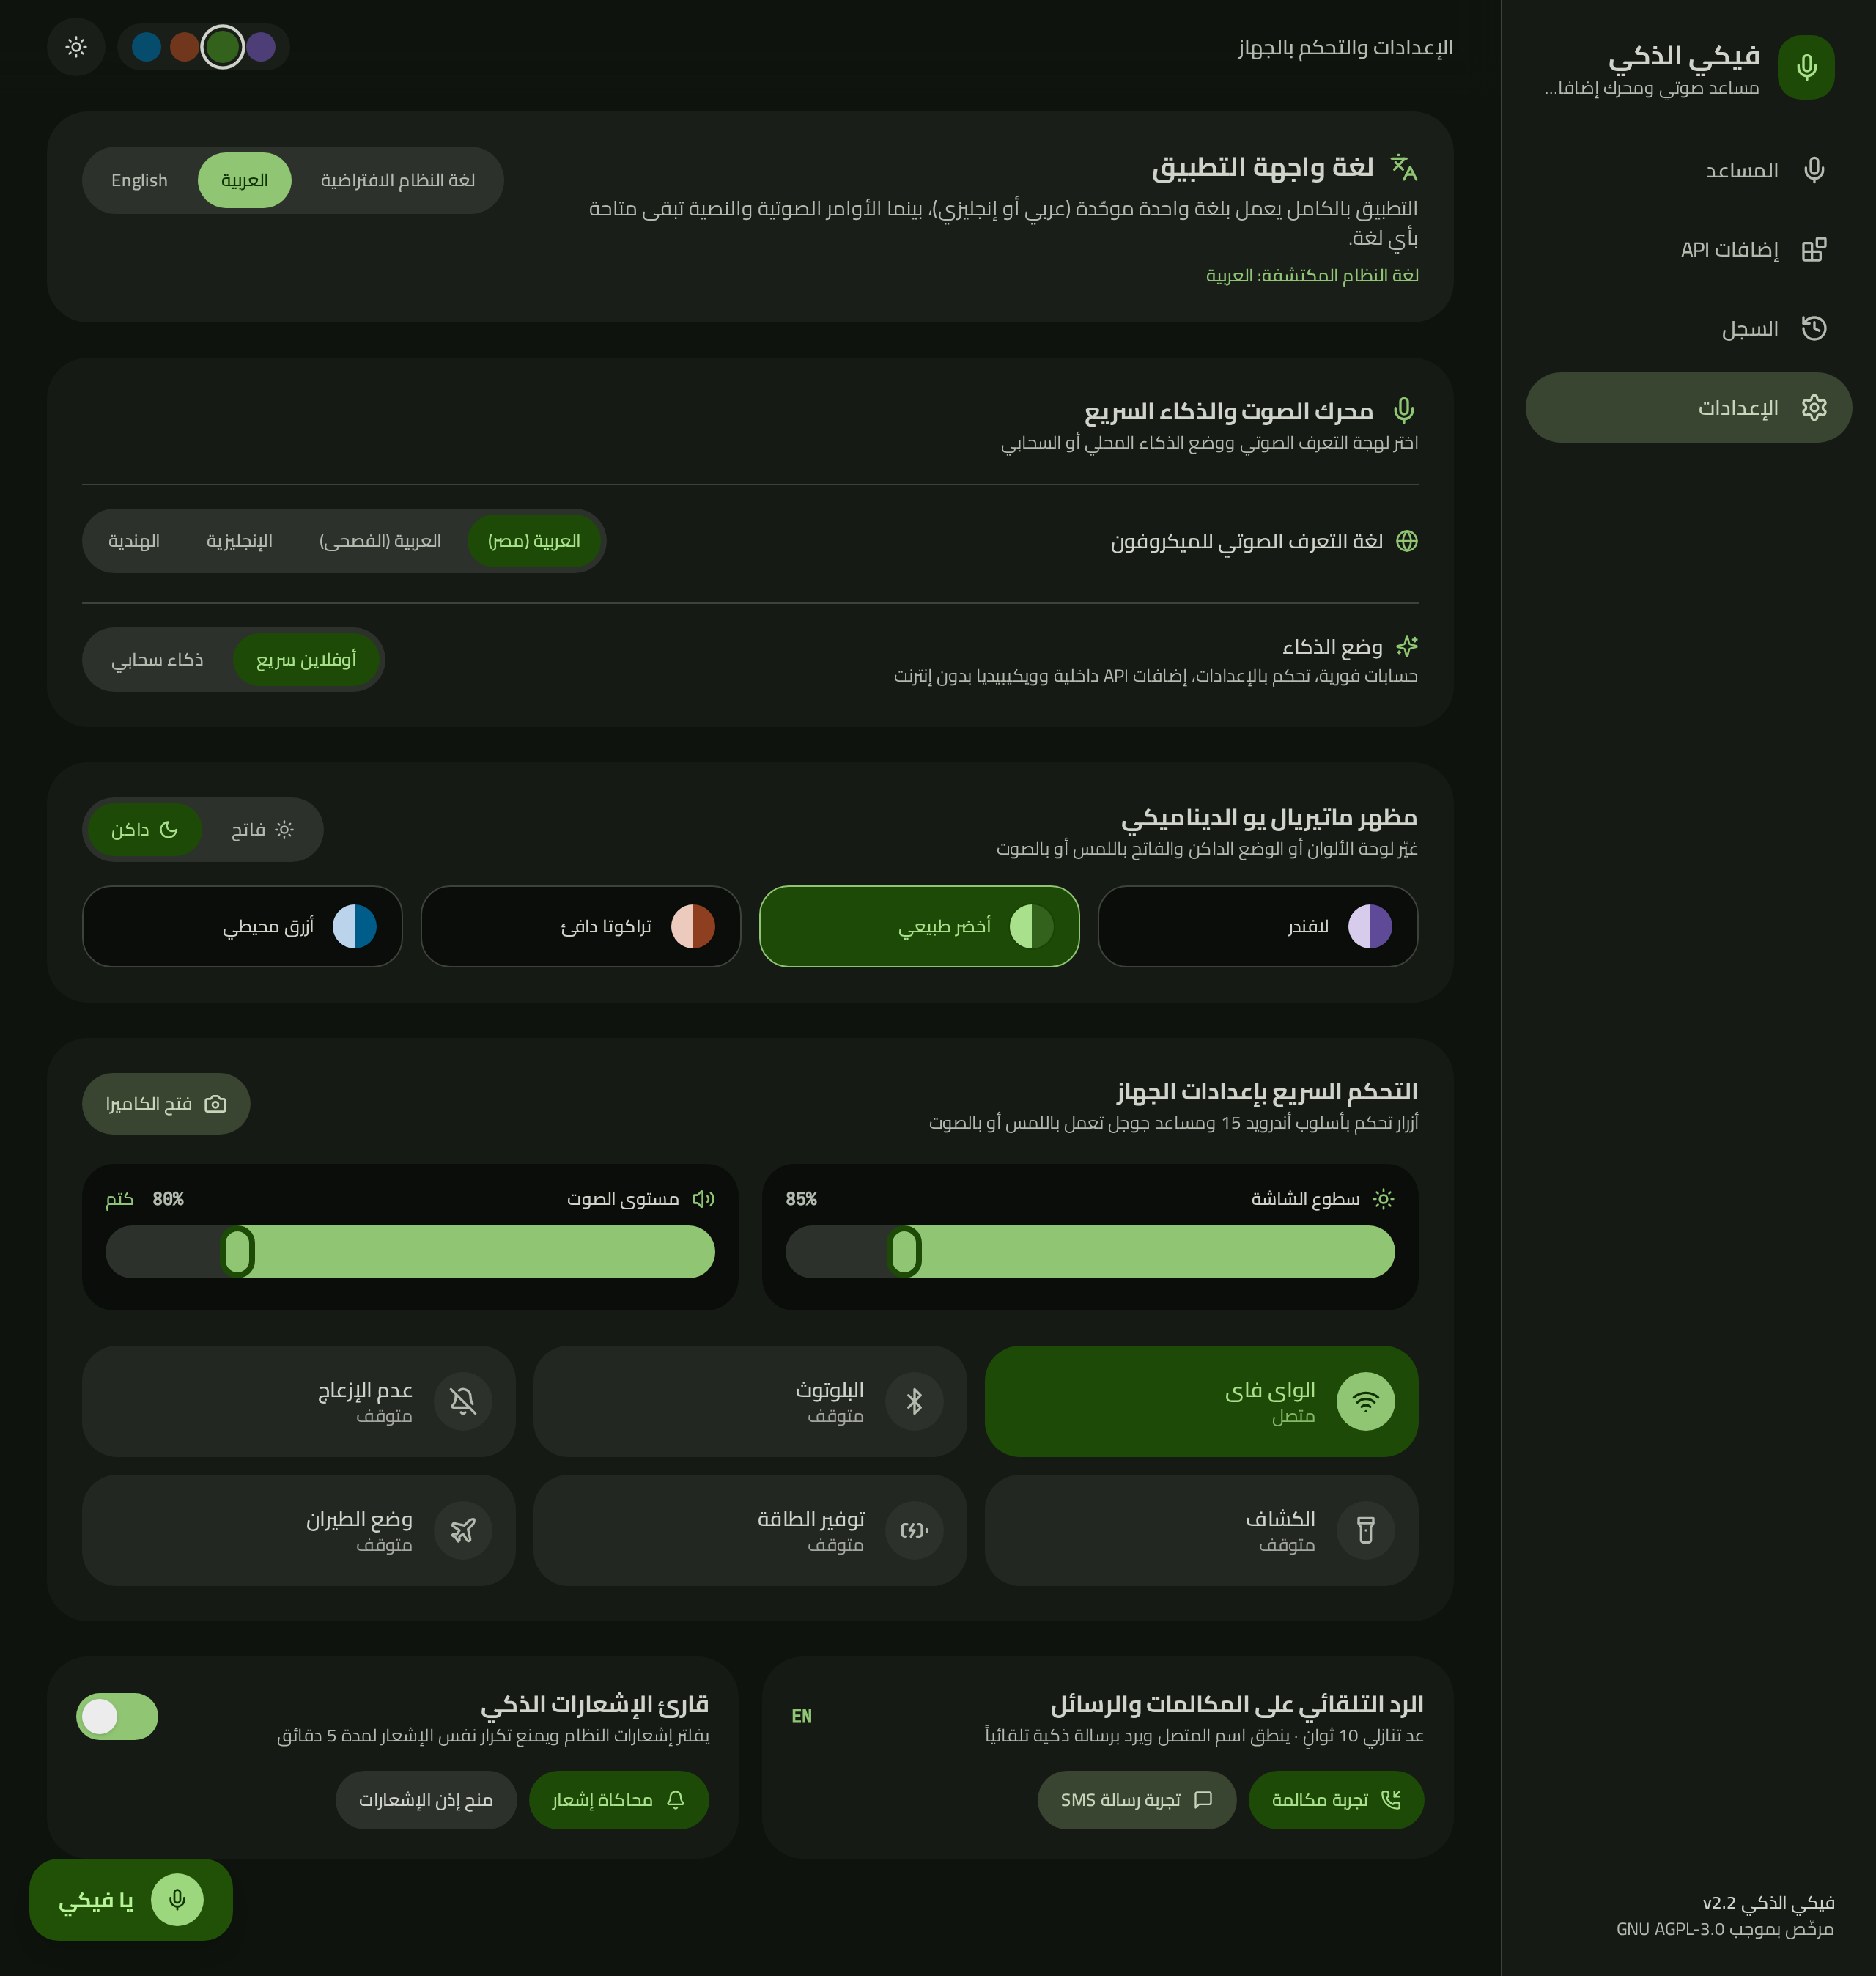 فيكي الذكي
مساعد صوتي ومحرك إضافا...
المساعد
إضافات API
السجل
الإعدادات
فيكي الذكي v2.2
مرخّص بموجب GNU AGPL-3.0
الإعدادات والتحكم بالجهاز
لغة واجهة التطبيق
التطبيق بالكامل يعمل بلغة واحدة موحّدة (عربي أو إنجليزي)، بينما الأوامر الصوتية والنصية تبقى متاحة
بأي لغة.
لغة النظام المكتشفة: العربية
لغة النظام الافتراضية
العربية
English
محرك الصوت والذكاء السريع
اختر لهجة التعرف الصوتي ووضع الذكاء المحلي أو السحابي
لغة التعرف الصوتي للميكروفون
العربية (مصر)
العربية (الفصحى)
الإنجليزية
الهندية
وضع الذكاء
حسابات فورية، تحكم بالإعدادات، إضافات API داخلية وويكيبيديا بدون إنترنت
أوفلاين سريع
ذكاء سحابي
مظهر ماتيريال يو الديناميكي
غيّر لوحة الألوان أو الوضع الداكن والفاتح باللمس أو بالصوت
فاتح
داكن
لافندر
أخضر طبيعي
تراكوتا دافئ
أزرق محيطي
التحكم السريع بإعدادات الجهاز
أزرار تحكم بأسلوب أندرويد 15 ومساعد جوجل تعمل باللمس أو بالصوت
فتح الكاميرا
سطوع الشاشة
85%
مستوى الصوت
80%
كتم
الواي فاي
متصل
البلوتوث
متوقف
عدم الإزعاج
متوقف
الكشاف
متوقف
توفير الطاقة
متوقف
وضع الطيران
متوقف
الرد التلقائي على المكالمات والرسائل
عد تنازلي 10 ثوانٍ · ينطق اسم المتصل ويرد برسالة ذكية تلقائياً
EN
تجربة مكالمة
تجربة رسالة SMS
قارئ الإشعارات الذكي
يفلتر إشعارات النظام ويمنع تكرار نفس الإشعار لمدة 5 دقائق
محاكاة إشعار
منح إذن الإشعارات
يا فيكي